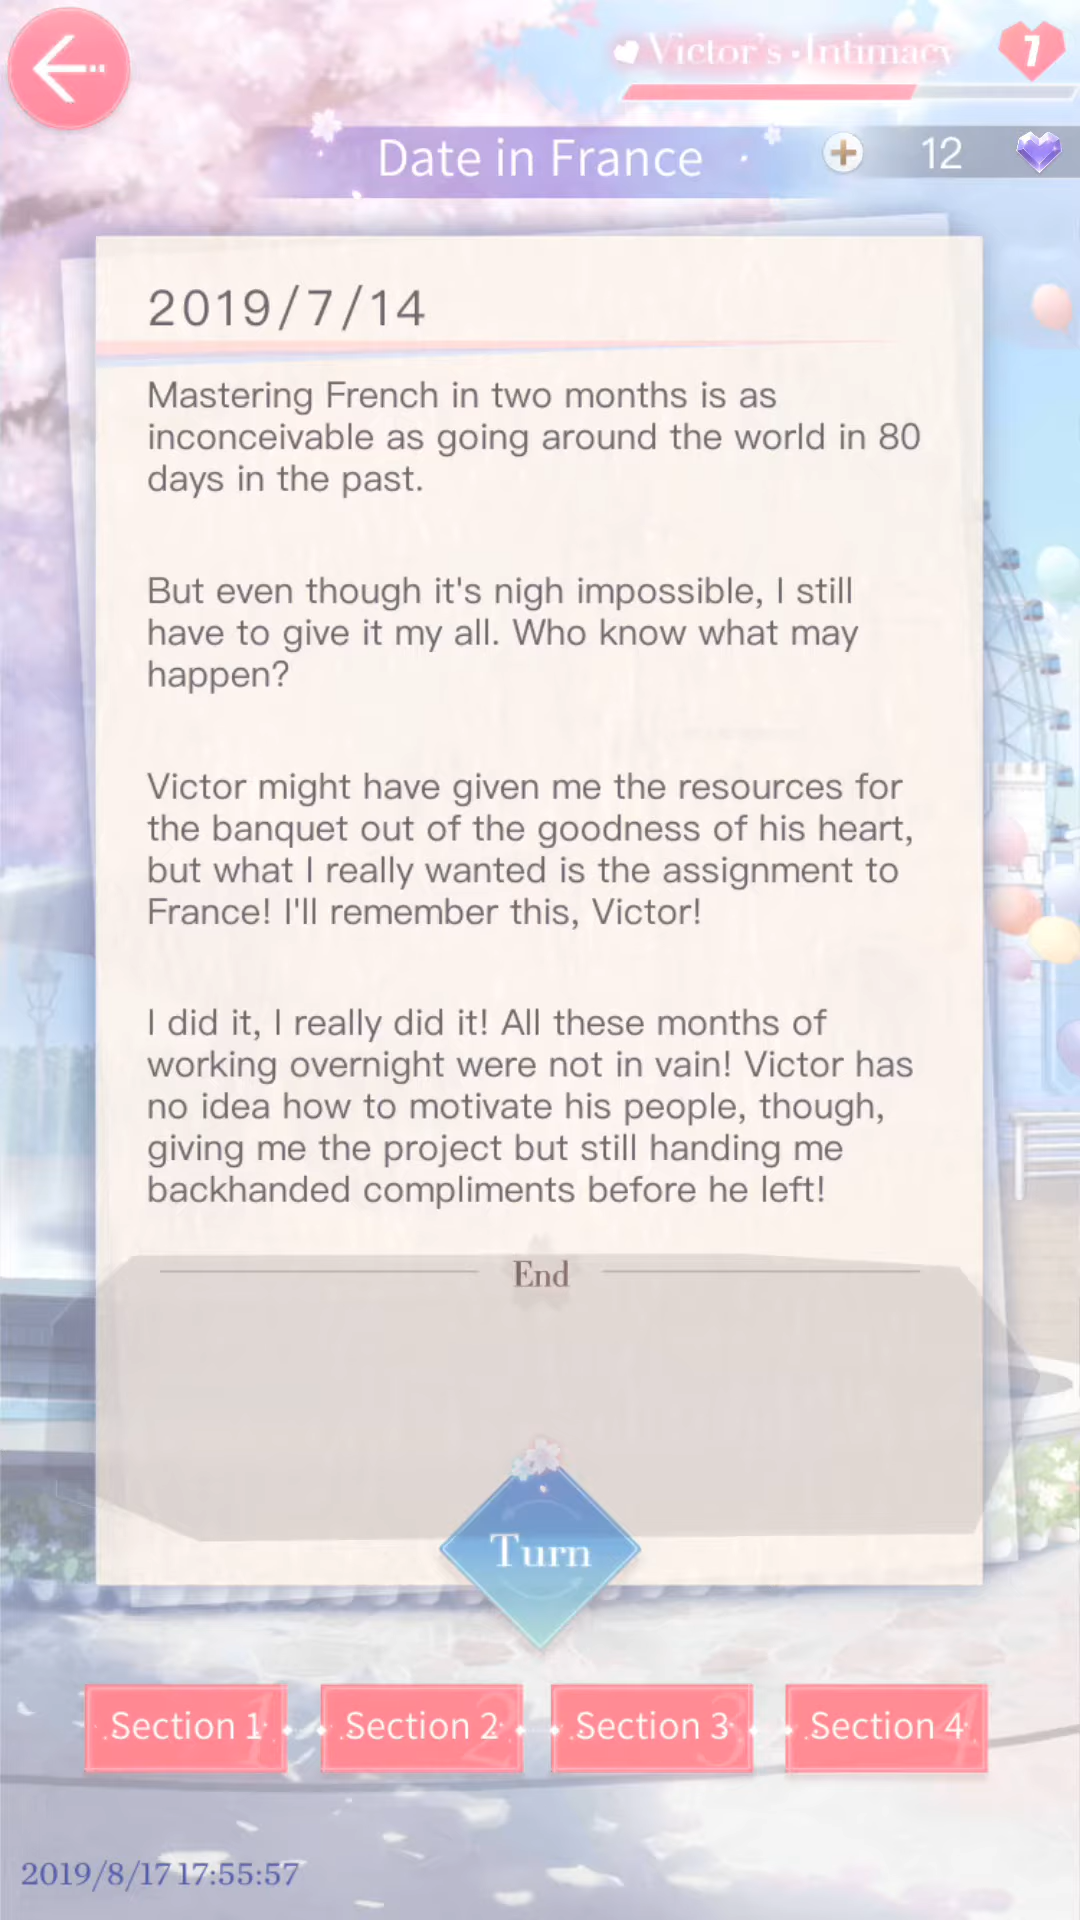 Victor's · Intimacy
7
Date in France
12
2019/7/14
Mastering French in two months is as
inconceivable as going around the world in 80
days in the past.
But even though it's nigh impossible, I still
have to give it my all. Who know what may
happen?
Victor might have given me the resources for
the banquet out of the goodness of his heart,
but what I really wanted is the assignment to
France! I'll remember this, Victor!
I did it, I really did it! All these months of
working overnight were not in vain! Victor has
no idea how to motivate his people, though,
giving me the project but still handing me
backhanded compliments before he left!
End
Turn
Section 1
Section 2
Section 3
Section 4
2019/8/17 17:55:57